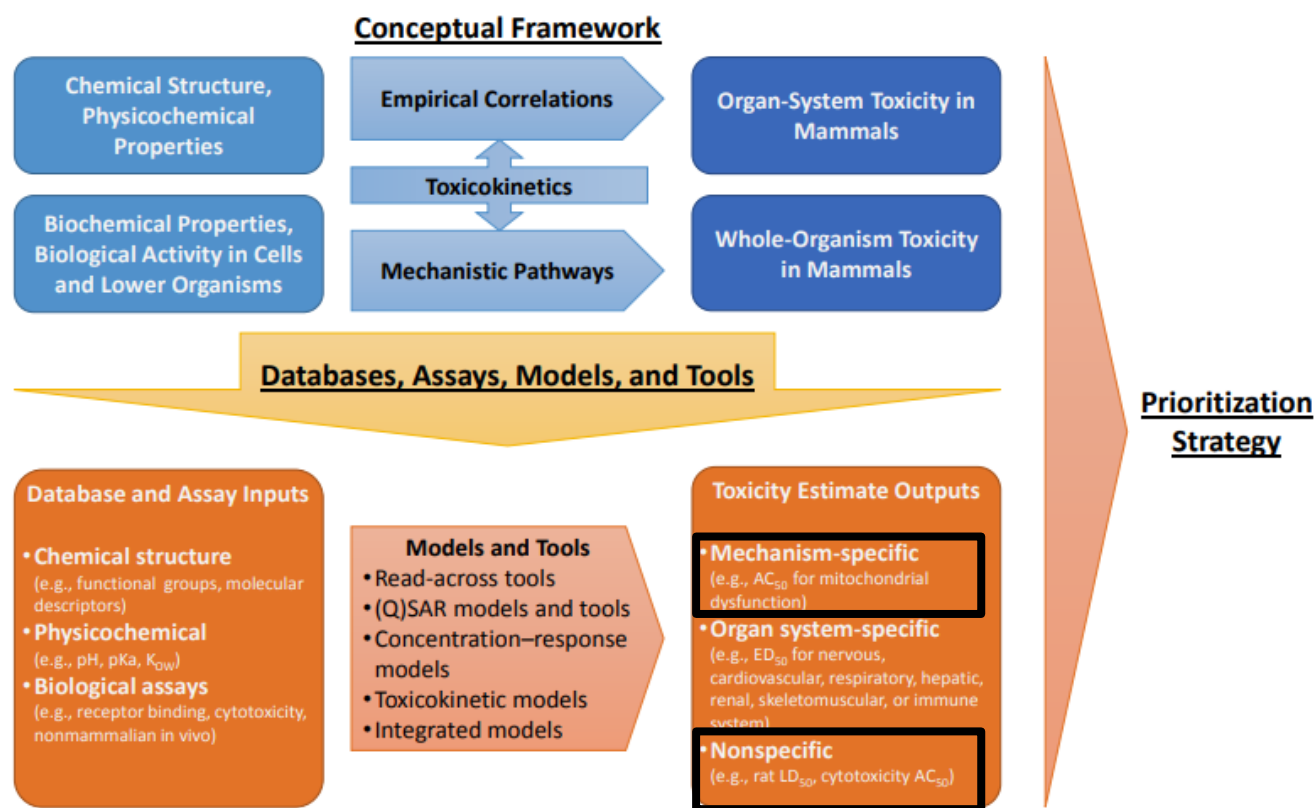 Conceptual Framework
Chemical Structure,
Physicochemical
Properties
Empirical Correlations
Organ-System Toxicity in
Mammals
Toxicokinetics
Biochemical Properties,
Biological Activity in Cells
and Lower Organisms
Mechanistic Pathways
Whole-Organism Toxicity
in Mammals
Databases, Assays, Models, and Tools
Prioritization
Strategy
Database and Assay Inputs
• Chemical structure
(e.g., functional groups, molecular
descriptors)
• Physicochemical
(e.g., pH, pKa, KOW)
• Biological assays
(e.g., receptor binding, cytotoxicity,
nonmammalian in vivo)
Models and Tools
• Read-across tools
• (Q)SAR models and tools
• Concentration–response
models
• Toxicokinetic models
• Integrated models
Toxicity Estimate Outputs
• Mechanism-specific
(e.g., AC50 for mitochondrial
dysfunction)
• Organ system-specific
(e.g., ED50 for nervous,
cardiovascular, respiratory, hepatic,
renal, skeletomuscular, or immune
system)
• Nonspecific
(e.g., rat LD50, cytotoxicity AC50)